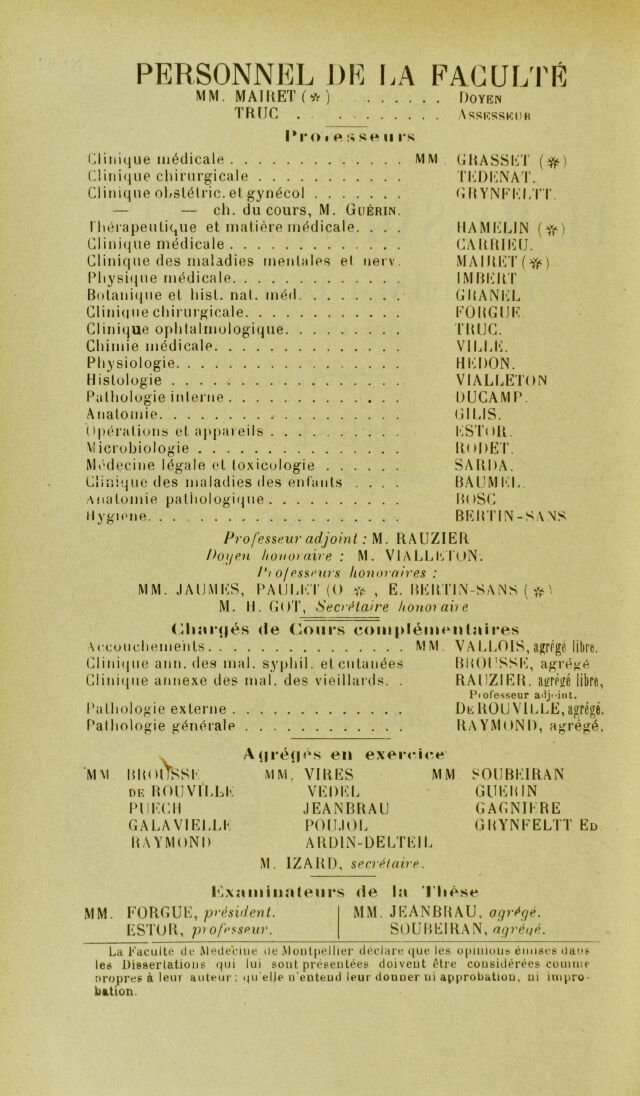 PERSONNEL DE LA FACULTÉ
MM. MAIRET (✻) . . . . . . . . DOYEN
TRUC . . . . . . . . . . ASSESSEUR
Professeurs
Clinique médicale . . . . . . . . . . . . . MM. GRASSET (✻)
Clinique chirurgicale . . . . . . . . . . . TEDENAT.
Clinique obstétric. et gynécol . . . . . . . GRYNFELTT.
— — ch. du cours, M. GUÉRIN.
Thérapeutique et matière médicale. . . . HAMELIN (✻)
Clinique médicale . . . . . . . . . . . . . CARRIEU.
Clinique des maladies mentales et nerv. MAIRET (✻)
Physique médicale. . . . . . . . . . . . . IMBERT
Botanique et hist. nat. méd. . . . . . . . GRANEL
Clinique chirurgicale. . . . . . . . . . . . FORGUE.
Clinique ophtalmologique. . . . . . . . . TRUC.
Chimie médicale. . . . . . . . . . . . . . VILLE.
Physiologie. . . . . . . . . . . . . . . . . HEDON.
Histologie . . . . . . . . . . . . . . . . . VIALLETON
Pathologie interne . . . . . . . . . . . . . DUCAMP.
Anatomie. . . . . . . . . . . . . . . . . . GILIS.
Opérations et appareils . . . . . . . . . . ESTOR.
Microbiologie . . . . . . . . . . . . . . . RODET.
Médecine légale et toxicologie . . . . . . SARDA.
Clinique des maladies des enfants . . . . BAUMEL.
Anatomie pathologique . . . . . . . . . . BOSC
Hygiène. . . . . . . . . . . . . . . . . . . BERTIN-SANS
Professeur adjoint : M. RAUZIER
Doyen honoraire : M. VIALLETON.
Professeurs honoraires :
MM. JAUMES, PAULET (O ✻ , E. BERTIN-SANS (✻)
M. H. GOT, Secrétaire honoraire
Chargés de Cours complémentaires
Accouchements. . . . . . . . . . . . . . . MM. VALLOIS, agrégé libre.
Clinique ann. des mal. syphil. et cutanées BROUSSE, agrégé
Clinique annexe des mal. des vieillards. . RAUZIER. agrégé libre,
Professeur adjoint.
Pathologie externe . . . . . . . . . . . . . DE ROUVILLE, agrégé.
Pathologie générale . . . . . . . . . . . . RAYMOND, agrégé.
Agrégés en exercice
MM. BROUSSE MM. VIRES MM. SOUBEIRAN
DE ROUVILLE VEDEL GUERIN
PUECH JEANBRAU GAGNIERE
GALAVIELLE POUJOL GRYNFELTT ED
RAYMOND ARDIN-DELTEIL
M. IZARD, secrétaire.
Examinateurs de la Thèse
MM. FORGUE, président. MM. JEANBRAU, agrégé.
ESTOR, professeur. SOUBEIRAN, agrégé.
La Faculté de Medecine de Montpellier déclare que les opinions émises dans
les Dissertations qui lui sont présentées doivent être considérées comme
propres à leur auteur ; qu'elle n'entend leur donner ni approbation, ni impro-
bation.